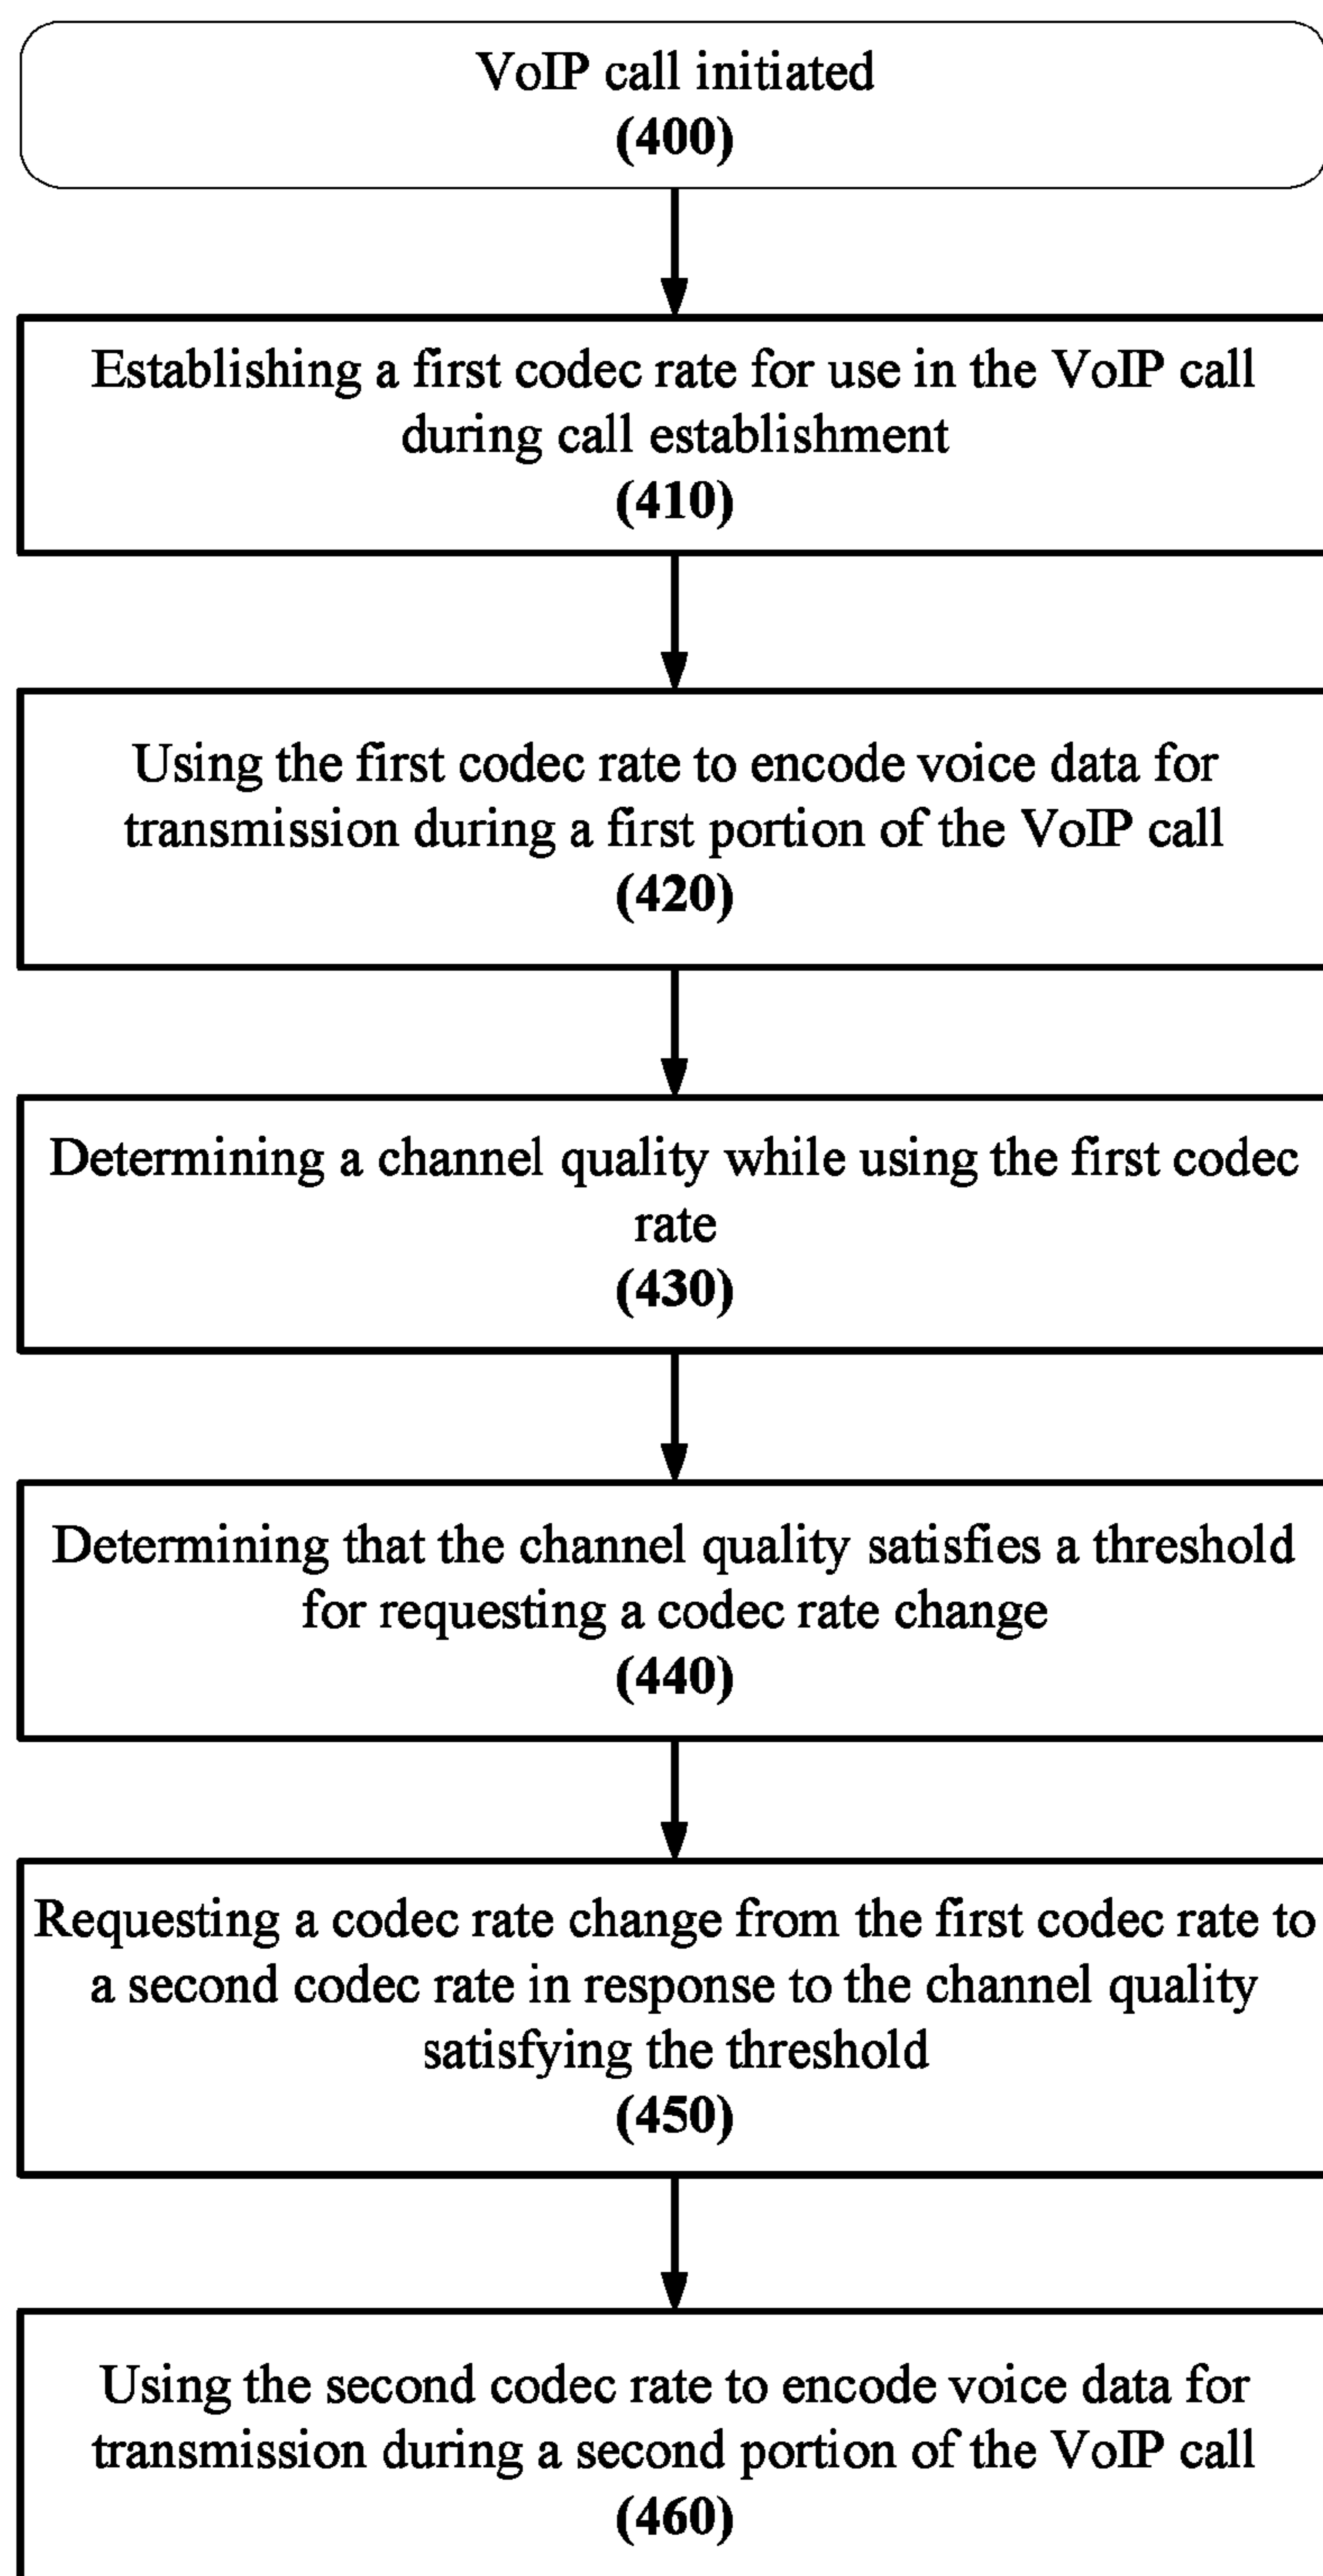 VoIP call initiated
(400)
Establishing a first codec rate for use in the VoIP call
during call establishment
(410)
Using the first codec rate to encode voice data for
transmission during a first portion of the VoIP call
(420)
Determining a channel quality while using the first codec
rate
(430)
Determining that the channel quality satisfies a threshold
for requesting a codec rate change
(440)
Requesting a codec rate change from the first codec rate to
a second codec rate in response to the channel quality
satisfying the threshold
(450)
Using the second codec rate to encode voice data for
transmission during a second portion of the VoIP call
(460)